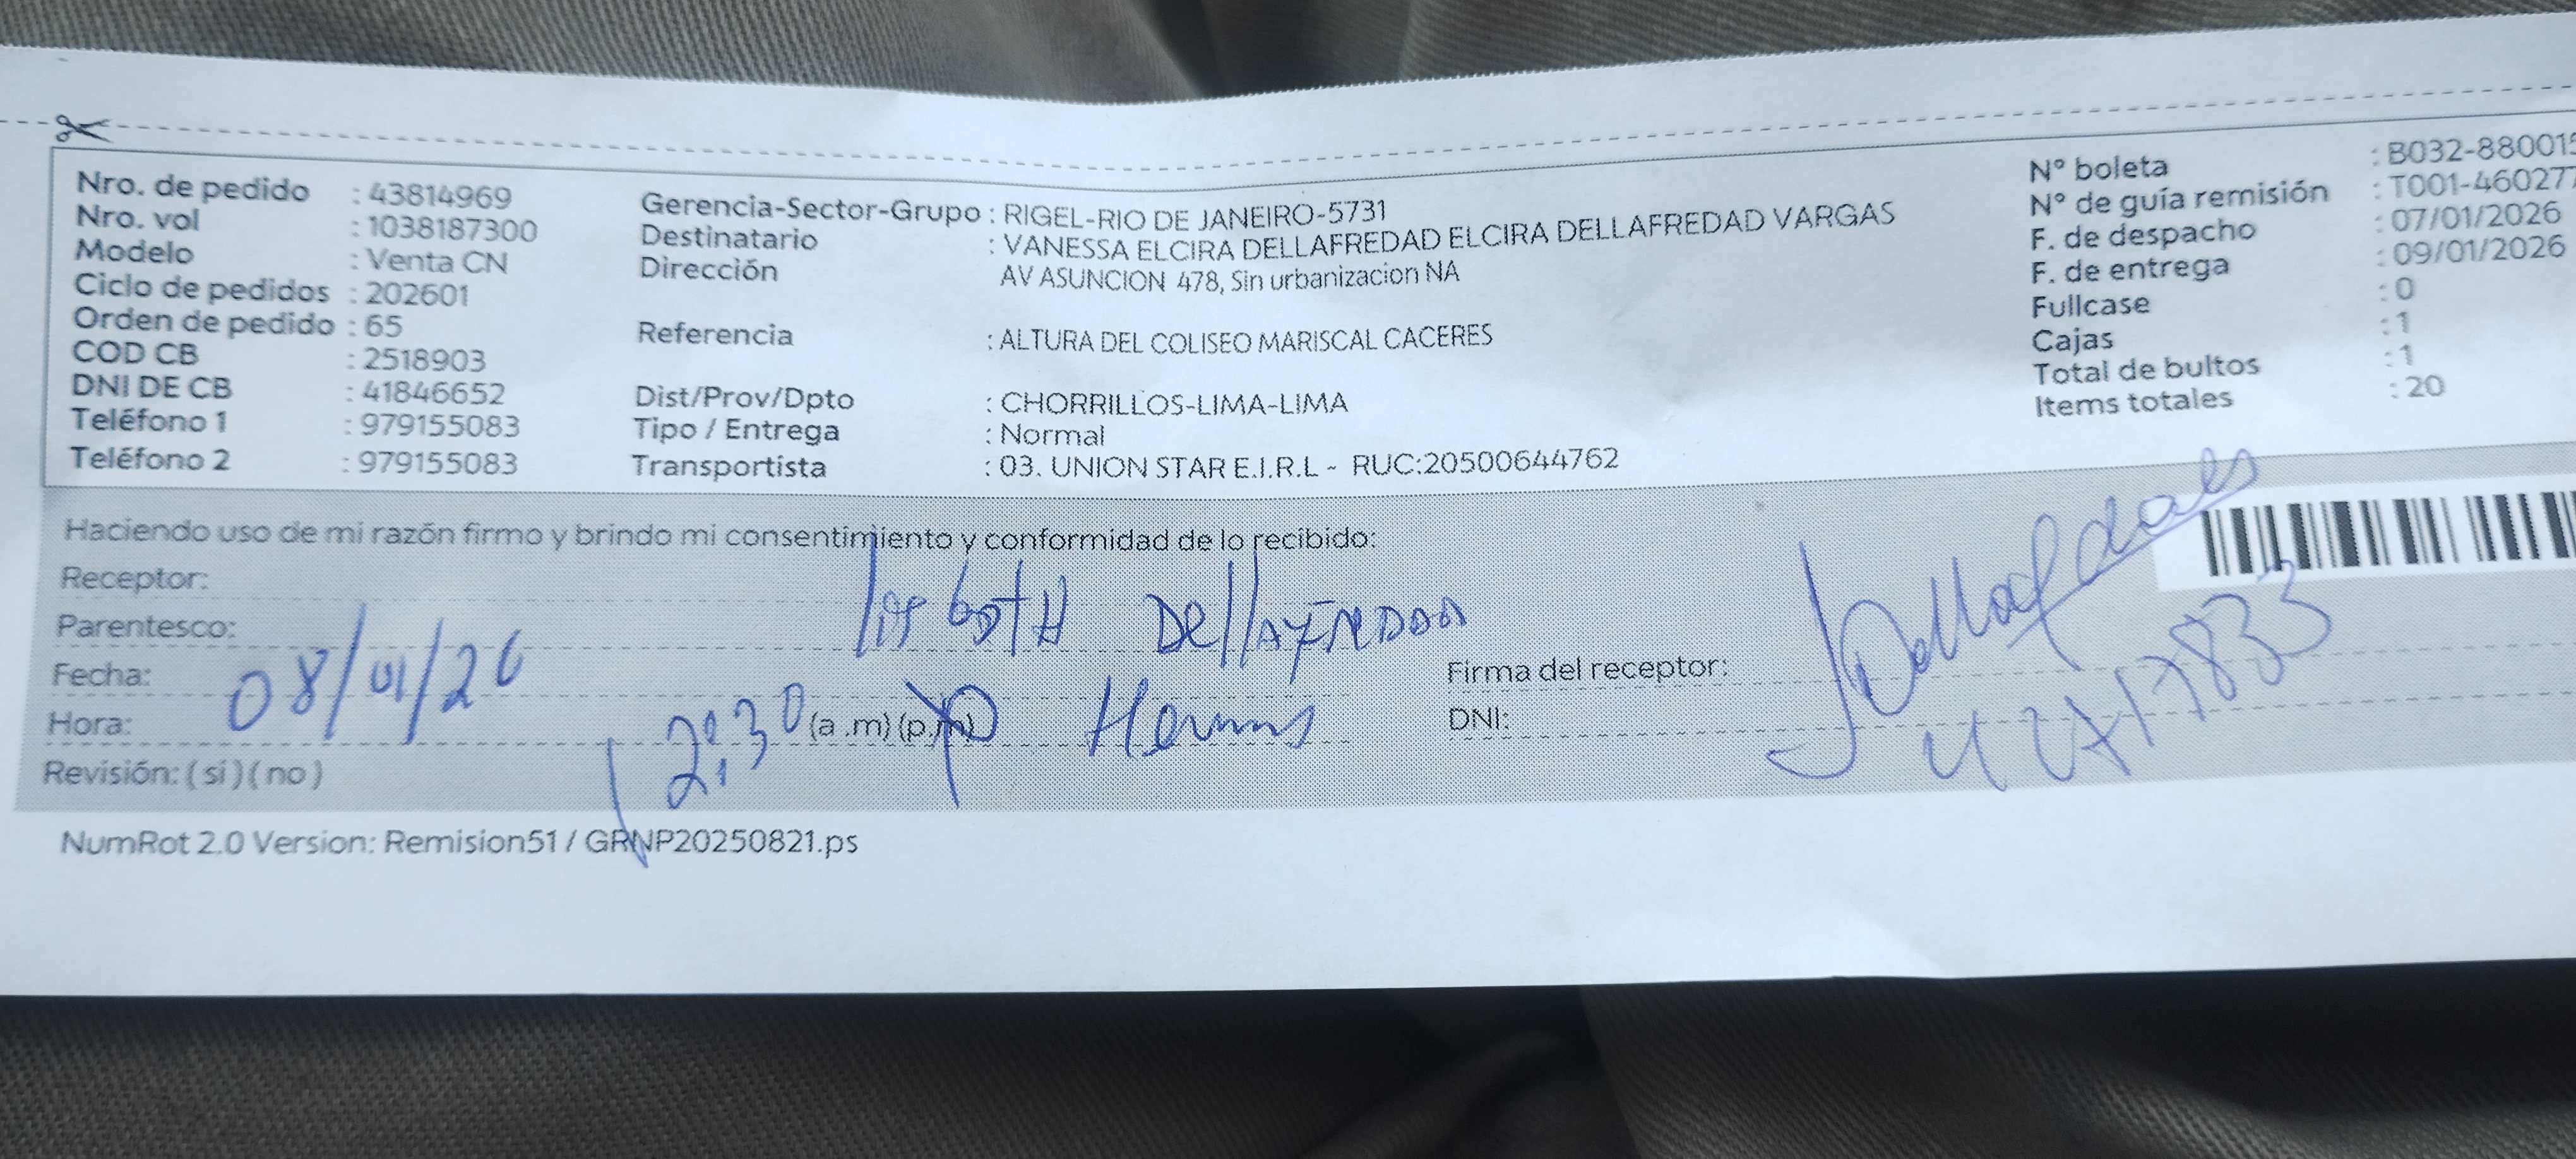 Nro. de pedido : 43814969
Nro. vol : 1038187300
Modelo : Venta CN
Ciclo de pedidos : 202601
Orden de pedido : 65
COD CB : 2518903
DNI DE CB : 41846652
Teléfono 1 : 979155083
Teléfono 2 : 979155083
Gerencia-Sector-Grupo : RIGEL-RIO DE JANEIRO-5731
Destinatario : VANESSA ELCIRA DELLAFREDAD ELCIRA DELLAFREDAD VARGAS
Dirección AV ASUNCION 478, Sin urbanizacion NA
Referencia : ALTURA DEL COLISEO MARISCAL CACERES
Dist/Prov/Dpto : CHORRILLOS-LIMA-LIMA
Tipo / Entrega : Normal
Transportista : 03. UNION STAR E.I.R.L - RUC:20500644762
N° boleta : B032-880015
N° de guía remisión : T001-460277
F. de despacho : 07/01/2026
F. de entrega : 09/01/2026
Fullcase : 0
Cajas : 1
Total de bultos : 1
Items totales : 20
Haciendo uso de mi razón firmo y brindo mi consentimiento y conformidad de lo recibido:
Receptor:
Parentesco:
Fecha: 08/01/26
Hora: 12:30 (a.m) (p.m)
Revisión: ( si ) ( no )
Firma del receptor:
DNI:
NumRot 2.0 Version: Remision51 / GRNP20250821.ps